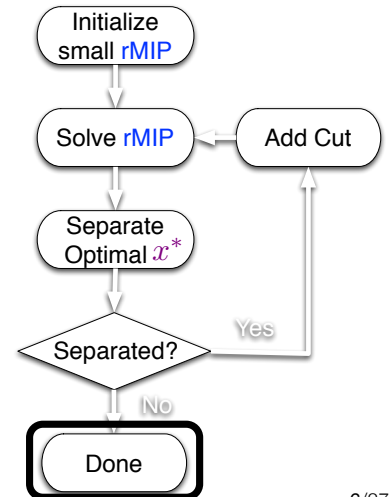 Initialize
small rMIP
Solve rMIP
Add Cut
Separate
Optimal x*
Separated?
Yes
No
Done